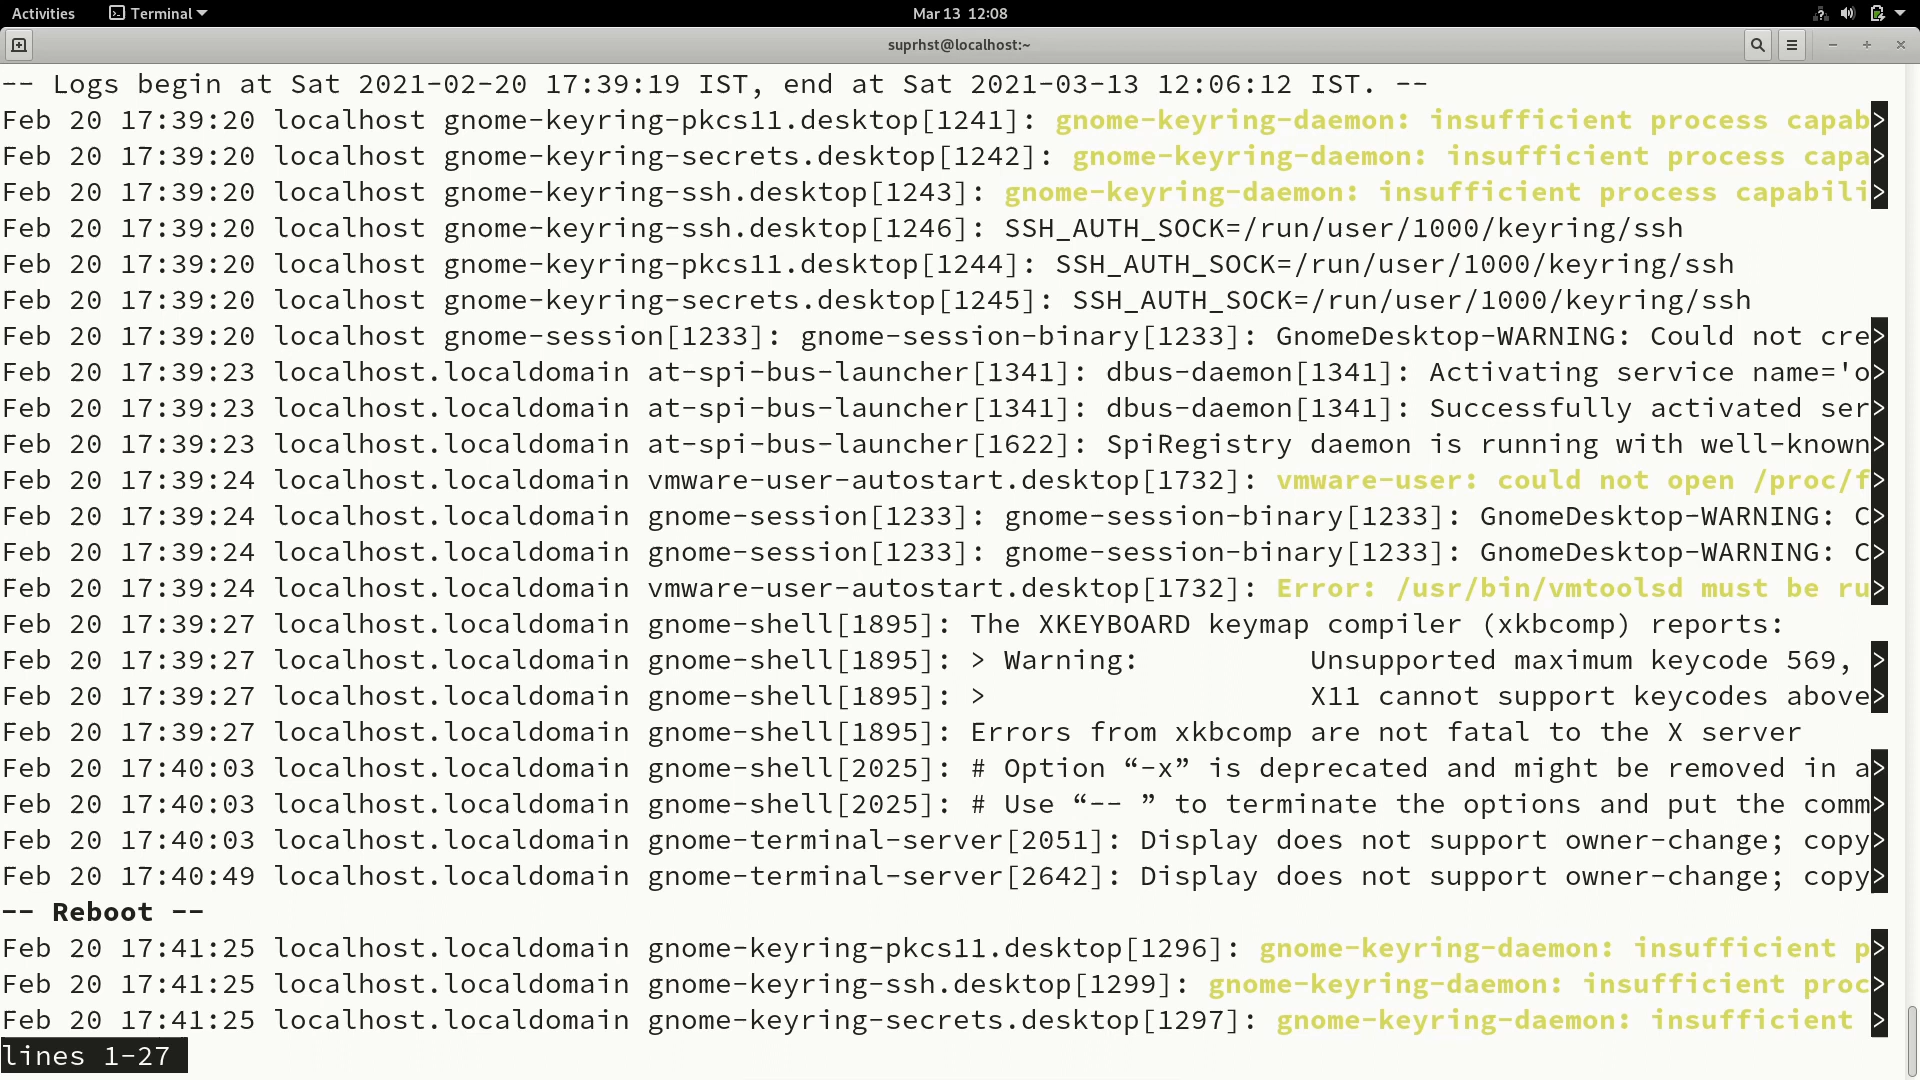 Activities Terminal Mar 13 12:08
suprhst@localhost:~
-- Logs begin at Sat 2021-02-20 17:39:19 IST, end at Sat 2021-03-13 12:06:12 IST. --
Feb 20 17:39:20 localhost gnome-keyring-pkcs11.desktop[1241]: gnome-keyring-daemon: insufficient process capab>
Feb 20 17:39:20 localhost gnome-keyring-secrets.desktop[1242]: gnome-keyring-daemon: insufficient process capa>
Feb 20 17:39:20 localhost gnome-keyring-ssh.desktop[1243]: gnome-keyring-daemon: insufficient process capabili>
Feb 20 17:39:20 localhost gnome-keyring-ssh.desktop[1246]: SSH_AUTH_SOCK=/run/user/1000/keyring/ssh
Feb 20 17:39:20 localhost gnome-keyring-pkcs11.desktop[1244]: SSH_AUTH_SOCK=/run/user/1000/keyring/ssh
Feb 20 17:39:20 localhost gnome-keyring-secrets.desktop[1245]: SSH_AUTH_SOCK=/run/user/1000/keyring/ssh
Feb 20 17:39:20 localhost gnome-session[1233]: gnome-session-binary[1233]: GnomeDesktop-WARNING: Could not cre>
Feb 20 17:39:23 localhost.localdomain at-spi-bus-launcher[1341]: dbus-daemon[1341]: Activating service name='o>
Feb 20 17:39:23 localhost.localdomain at-spi-bus-launcher[1341]: dbus-daemon[1341]: Successfully activated ser>
Feb 20 17:39:23 localhost.localdomain at-spi-bus-launcher[1622]: SpiRegistry daemon is running with well-known>
Feb 20 17:39:24 localhost.localdomain vmware-user-autostart.desktop[1732]: vmware-user: could not open /proc/f>
Feb 20 17:39:24 localhost.localdomain gnome-session[1233]: gnome-session-binary[1233]: GnomeDesktop-WARNING: C>
Feb 20 17:39:24 localhost.localdomain gnome-session[1233]: gnome-session-binary[1233]: GnomeDesktop-WARNING: C>
Feb 20 17:39:24 localhost.localdomain vmware-user-autostart.desktop[1732]: Error: /usr/bin/vmtoolsd must be ru>
Feb 20 17:39:27 localhost.localdomain gnome-shell[1895]: The XKEYBOARD keymap compiler (xkbcomp) reports:
Feb 20 17:39:27 localhost.localdomain gnome-shell[1895]: > Warning:          Unsupported maximum keycode 569, >
Feb 20 17:39:27 localhost.localdomain gnome-shell[1895]: >                   X11 cannot support keycodes above>
Feb 20 17:39:27 localhost.localdomain gnome-shell[1895]: Errors from xkbcomp are not fatal to the X server
Feb 20 17:40:03 localhost.localdomain gnome-shell[2025]: # Option “-x” is deprecated and might be removed in a>
Feb 20 17:40:03 localhost.localdomain gnome-shell[2025]: # Use “-- ” to terminate the options and put the comm>
Feb 20 17:40:03 localhost.localdomain gnome-terminal-server[2051]: Display does not support owner-change; copy>
Feb 20 17:40:49 localhost.localdomain gnome-terminal-server[2642]: Display does not support owner-change; copy>
-- Reboot --
Feb 20 17:41:25 localhost.localdomain gnome-keyring-pkcs11.desktop[1296]: gnome-keyring-daemon: insufficient p>
Feb 20 17:41:25 localhost.localdomain gnome-keyring-ssh.desktop[1299]: gnome-keyring-daemon: insufficient proc>
Feb 20 17:41:25 localhost.localdomain gnome-keyring-secrets.desktop[1297]: gnome-keyring-daemon: insufficient >
lines 1-27